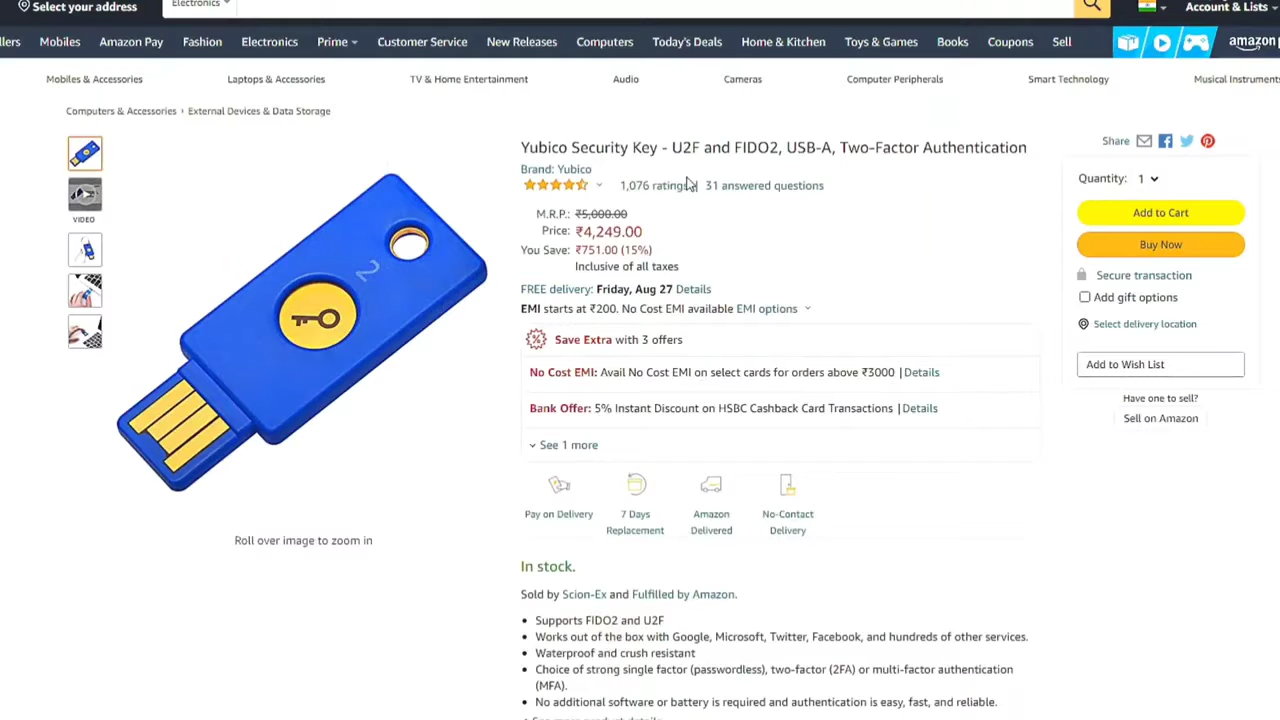 Select your address
Electronics
Account & Lists
llers Mobiles Amazon Pay Fashion Electronics Prime Customer Service New Releases Computers Today's Deals Home & Kitchen Toys & Games Books Coupons Sell amazon
Mobiles & Accessories Laptops & Accessories TV & Home Entertainment Audio Cameras Computer Peripherals Smart Technology Musical Instruments
Computers & Accessories › External Devices & Data Storage
VIDEO
2
Roll over image to zoom in
Yubico Security Key - U2F and FIDO2, USB-A, Two-Factor Authentication
Brand: Yubico
1,076 ratings | 31 answered questions
M.R.P.: ₹5,000.00
Price: ₹4,249.00
You Save: ₹751.00 (15%)
Inclusive of all taxes
FREE delivery: Friday, Aug 27 Details
EMI starts at ₹200. No Cost EMI available EMI options
Save Extra with 3 offers
No Cost EMI: Avail No Cost EMI on select cards for orders above ₹3000 |Details
Bank Offer: 5% Instant Discount on HSBC Cashback Card Transactions |Details
See 1 more
Pay on Delivery
7 Days Replacement
Amazon Delivered
No-Contact Delivery
In stock.
Sold by Scion-Ex and Fulfilled by Amazon.
• Supports FIDO2 and U2F
• Works out of the box with Google, Microsoft, Twitter, Facebook, and hundreds of other services.
• Waterproof and crush resistant
• Choice of strong single factor (passwordless), two-factor (2FA) or multi-factor authentication
(MFA).
• No additional software or battery is required and authentication is easy, fast, and reliable.
Share
Quantity: 1
Add to Cart
Buy Now
Secure transaction
Add gift options
Select delivery location
Add to Wish List
Have one to sell?
Sell on Amazon